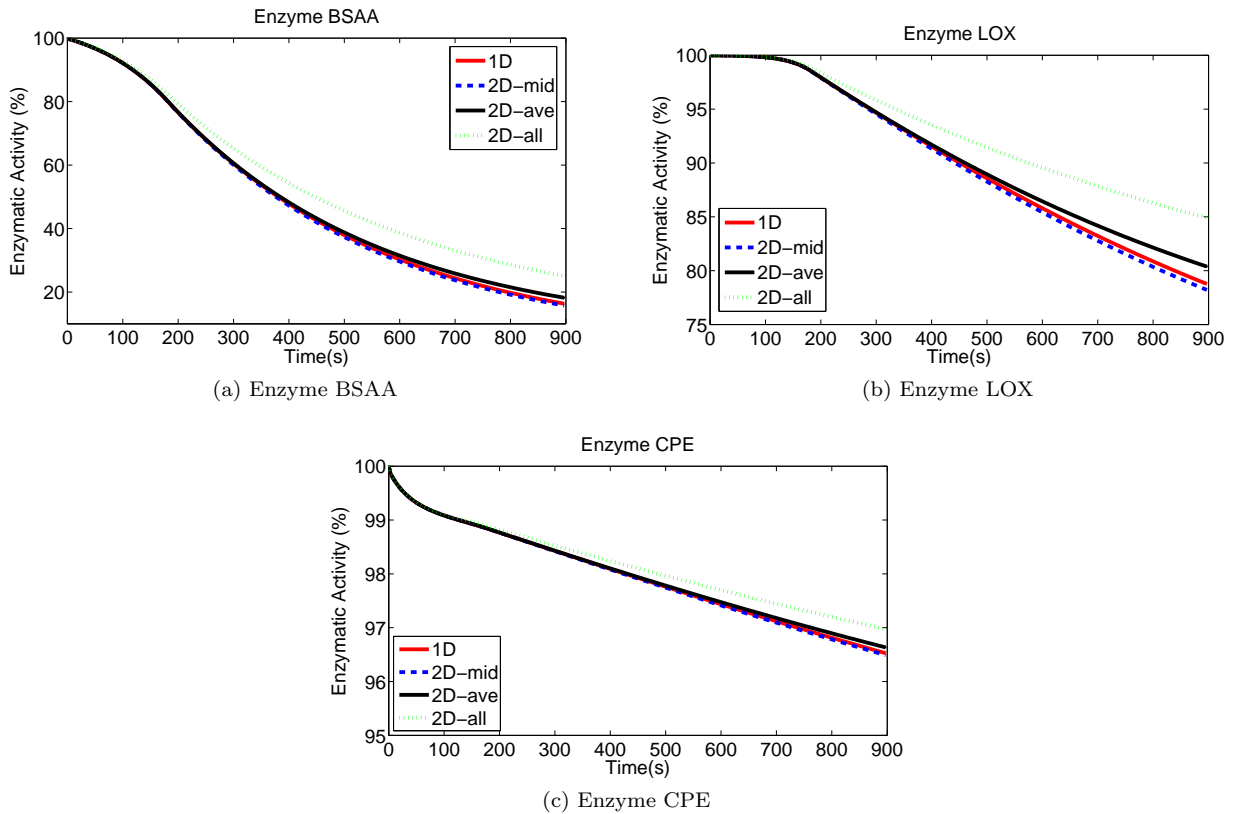 Enzyme BSAA
100
80
60
40
20
0 100 200 300 400 500 600 700 800 900
Enzymatic Activity (%)
Time(s)
1D
2D−mid
2D−ave
2D−all
(a) Enzyme BSAA
Enzyme LOX
100
95
90
85
80
75
0 100 200 300 400 500 600 700 800 900
Enzymatic Activity (%)
Time(s)
1D
2D−mid
2D−ave
2D−all
(b) Enzyme LOX
Enzyme CPE
100
99
98
97
96
95
0 100 200 300 400 500 600 700 800 900
Enzymatic Activity (%)
Time(s)
1D
2D−mid
2D−ave
2D−all
(c) Enzyme CPE